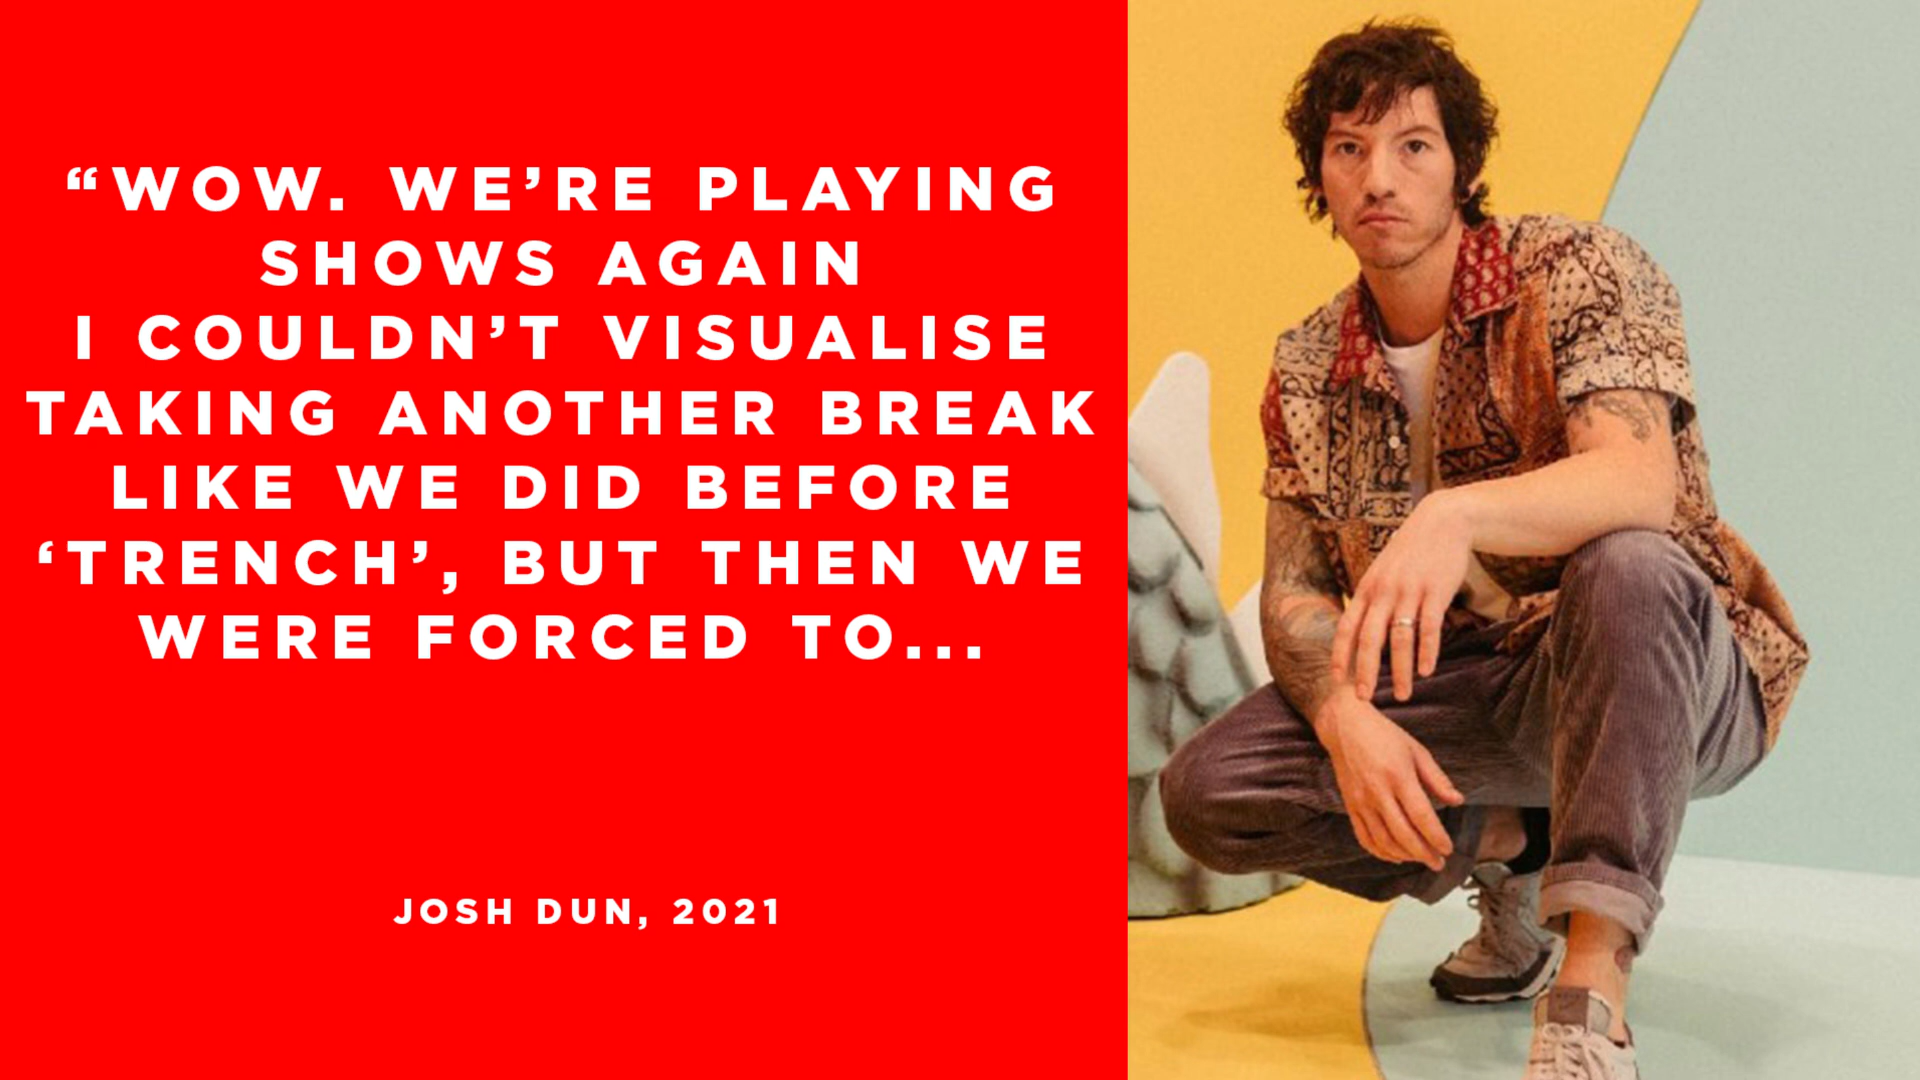 “WOW. WE’RE PLAYING
SHOWS AGAIN
I COULDN’T VISUALISE
TAKING ANOTHER BREAK
LIKE WE DID BEFORE
‘TRENCH’, BUT THEN WE
WERE FORCED TO...
JOSH DUN, 2021